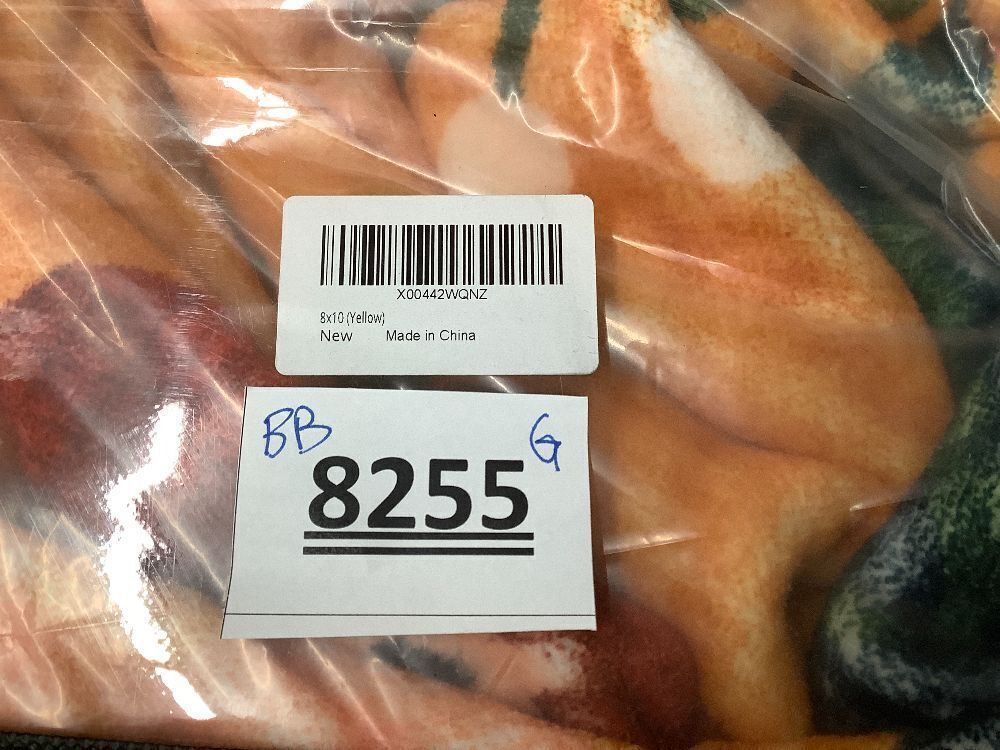 X00442WQNZ
8x10 (Yellow)
New Made in China
BB G
8255